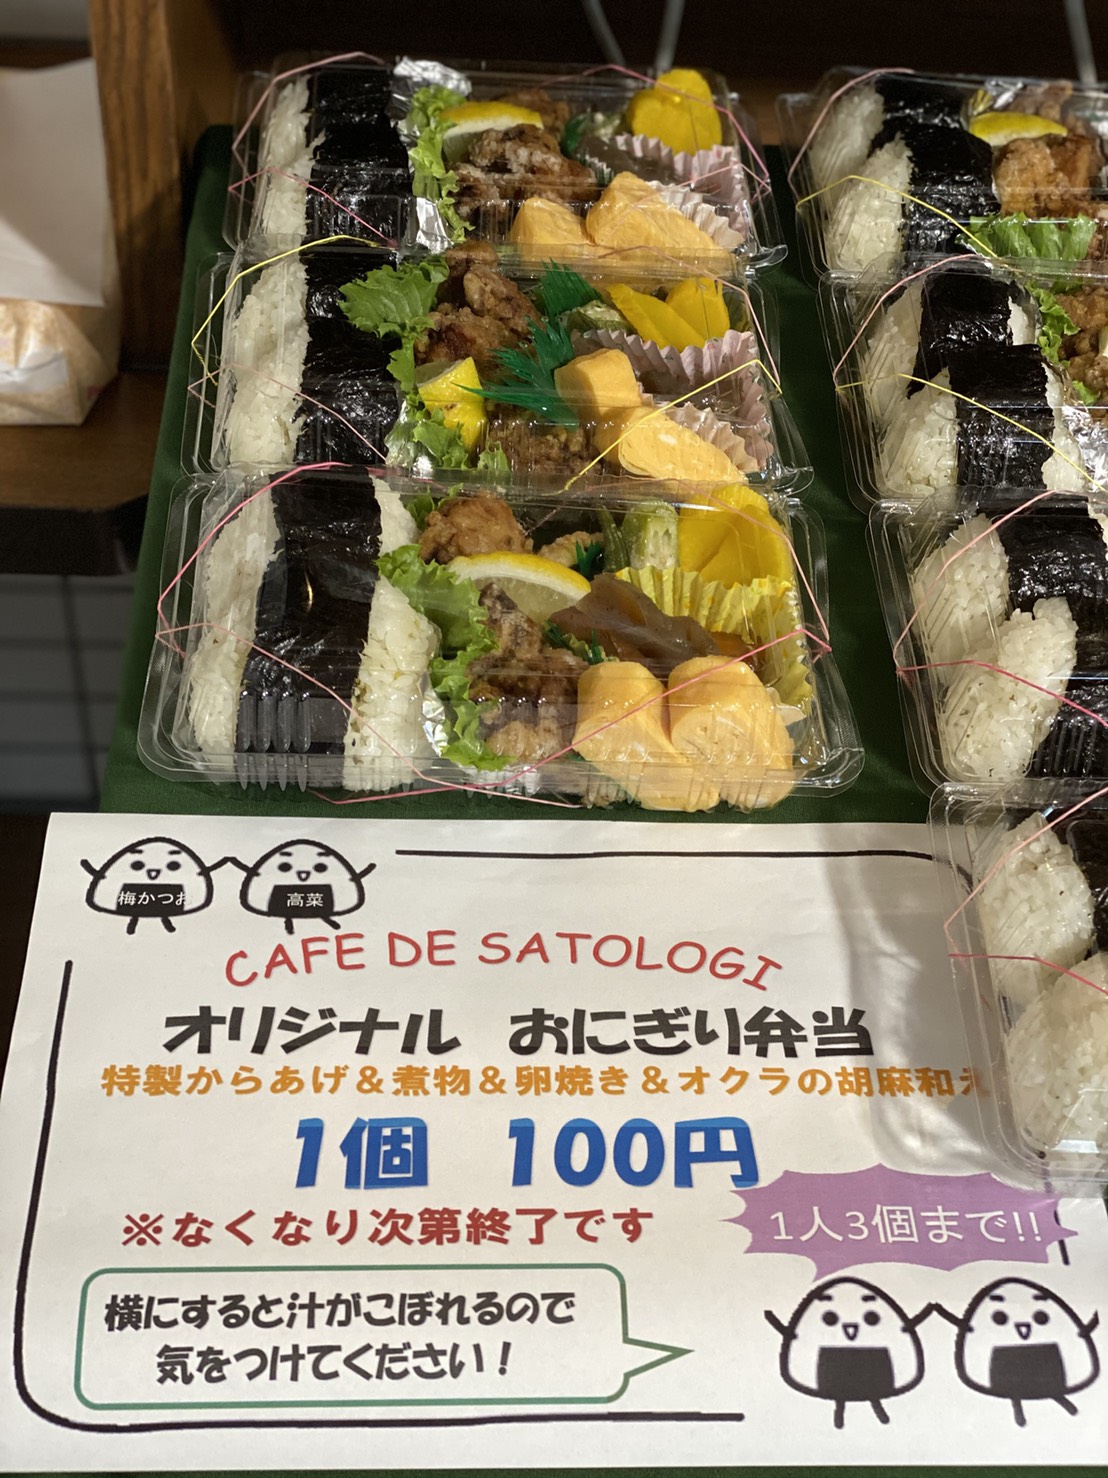 梅かつお
高菜
CAFE DE SATOLOGI
オリジナル おにぎり弁当
特製からあげ&煮物&卵焼き&オクラの胡麻和え
1個 100円
※なくなり次第終了です
1人3個まで!!
横にすると汁がこぼれるので
気をつけてください!